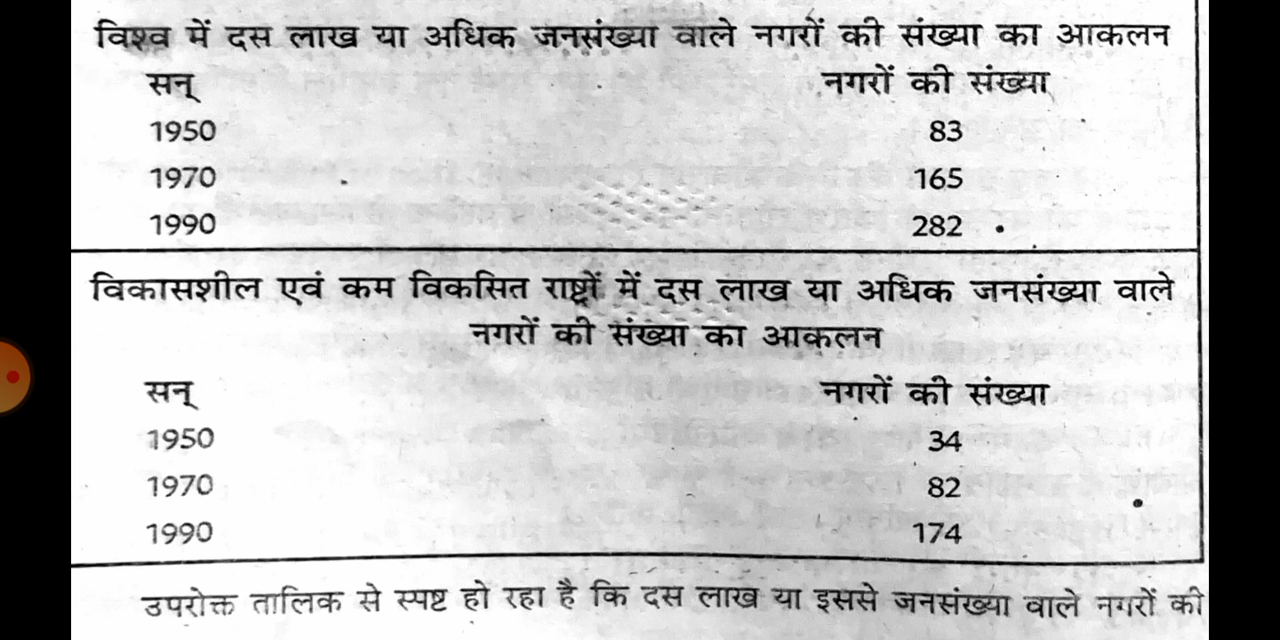 विश्व में दस लाख या अधिक जनसंख्या वाले नगरों की संख्या का आकलन
सन् नगरों की संख्या
1950 83
1970 165
1990 282
विकासशील एवं कम विकसित राष्ट्रों में दस लाख या अधिक जनसंख्या वाले
नगरों की संख्या का आकलन
सन् नगरों की संख्या
1950 34
1970 82
1990 174
उपरोक्त तालिक से स्पष्ट हो रहा है कि दस लाख या इससे जनसंख्या वाले नगरों की